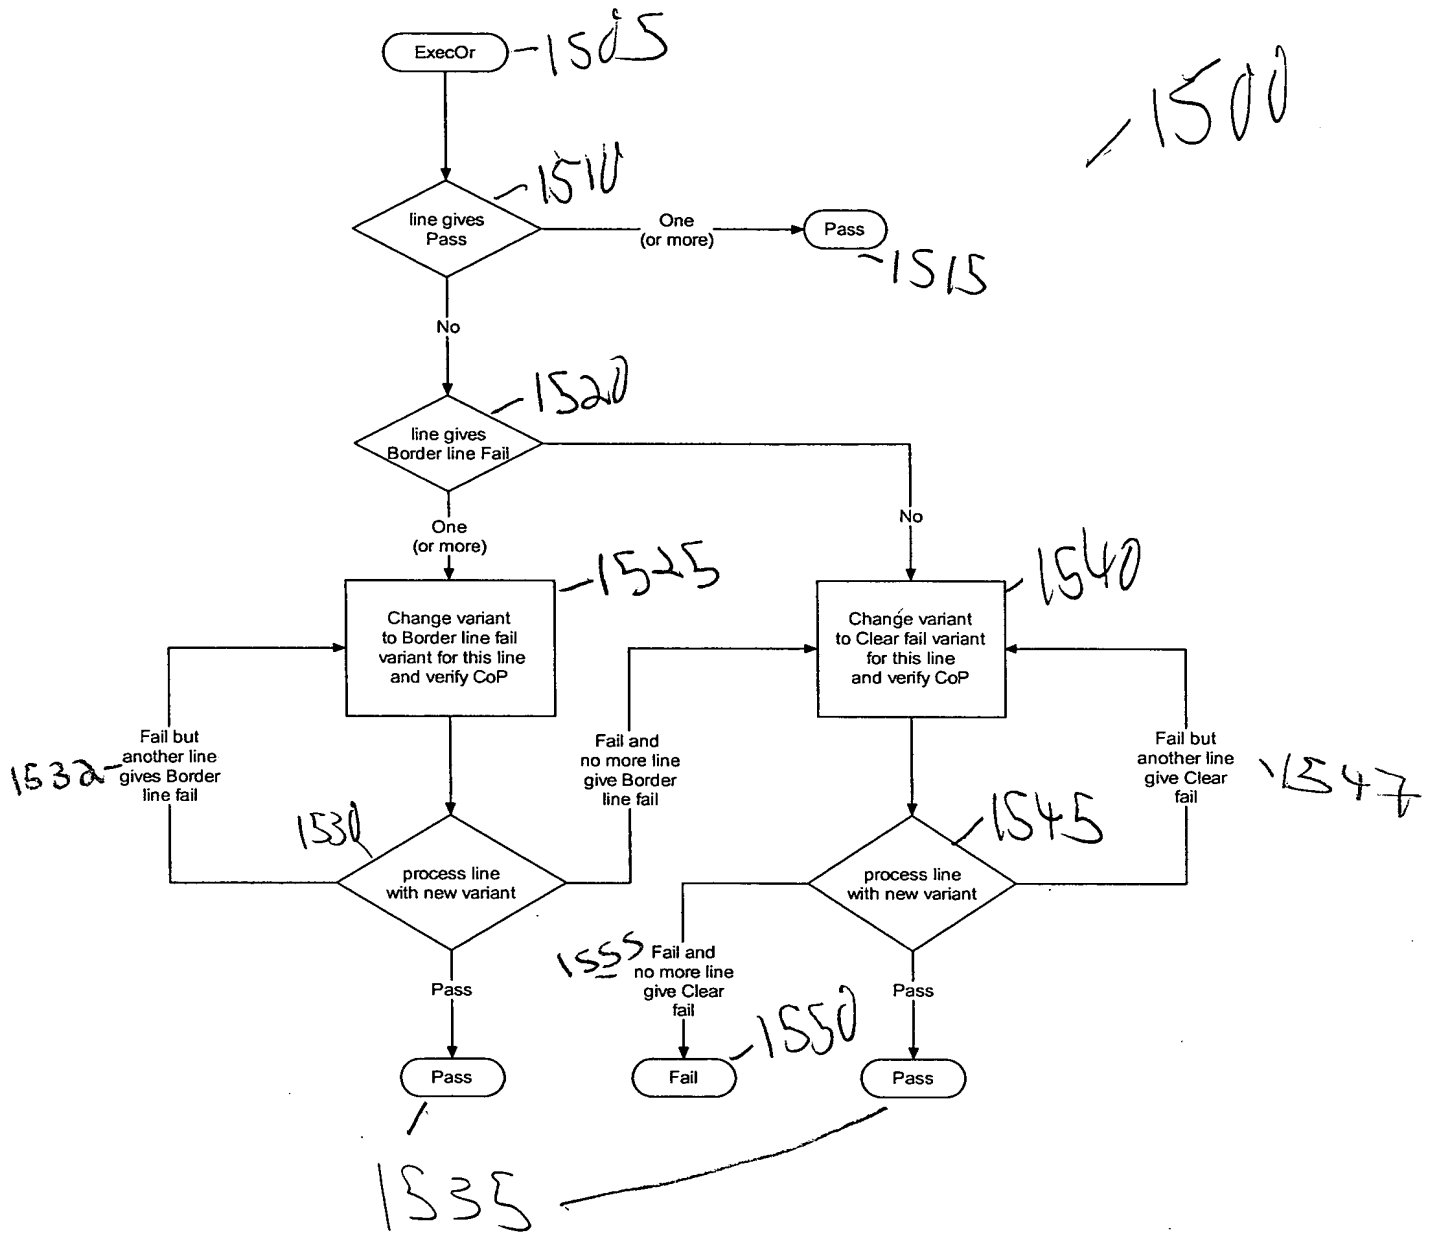 ExecOr
1505
1500
1510
line gives
Pass
One
(or more)
Pass
1515
No
1520
line gives
Border line Fail
One
(or more)
No
1525
Change variant
to Border line fail
variant for this line
and verify CoP
1540
Change variant
to Clear fail variant
for this line
and verify CoP
1532
Fail but
another line
gives Border
line fail
Fail and
no more line
give Border
line fail
Fail but
another line
give Clear
fail
1547
1530
process line
with new variant
1545
process line
with new variant
1555
Fail and
no more line
give Clear
fail
Pass
Pass
1550
Pass
Fail
Pass
1535